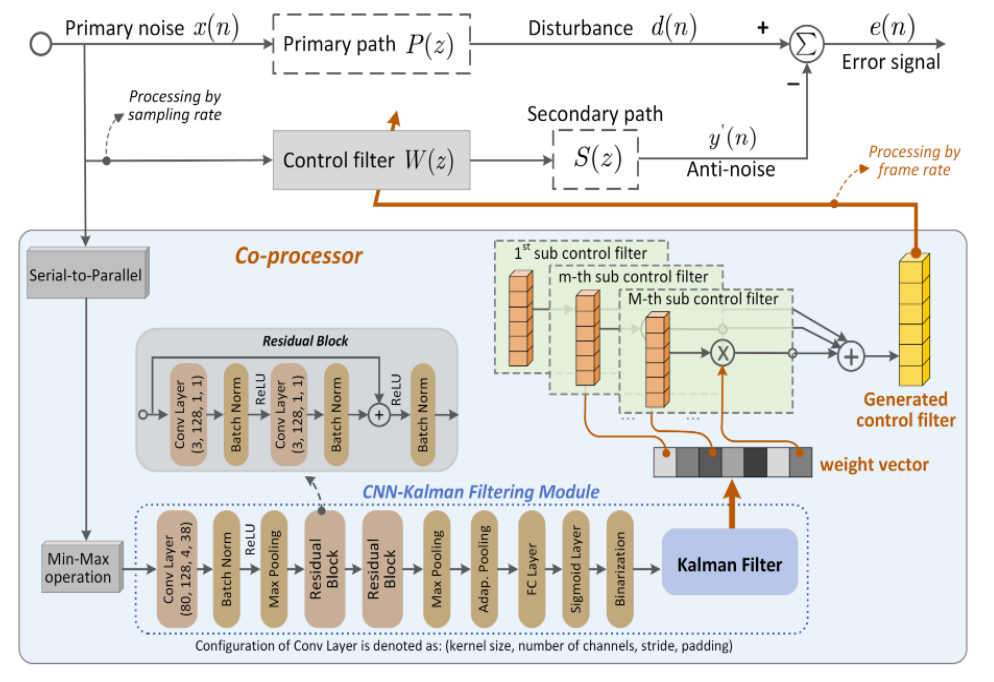 Primary noise x(n)
Primary path P(z)
Disturbance d(n)
+
∑
e(n)
Error signal
−
Processing by
sampling rate
Control filter W(z)
Secondary path
S(z)
y'(n)
Anti-noise
Processing by
frame rate
Co-processor
Serial-to-Parallel
1st sub control filter
m-th sub control filter
M-th sub control filter
X
+
...
...
Generated
control filter
weight vector
Residual Block
Conv Layer
(3, 128, 1, 1)
Batch Norm
ReLU
Conv Layer
(3, 128, 1, 1)
Batch Norm
+
ReLU
Batch Norm
CNN-Kalman Filtering Module
Min-Max
operation
Conv Layer
(80, 128, 4, 38)
Batch Norm
ReLU
Max Pooling
Residual
Block
Residual
Block
Max Pooling
Adap. Pooling
FC Layer
Sigmoid Layer
Binarization
Kalman Filter
Configuration of Conv Layer is denoted as: (kernel size, number of channels, stride, padding)